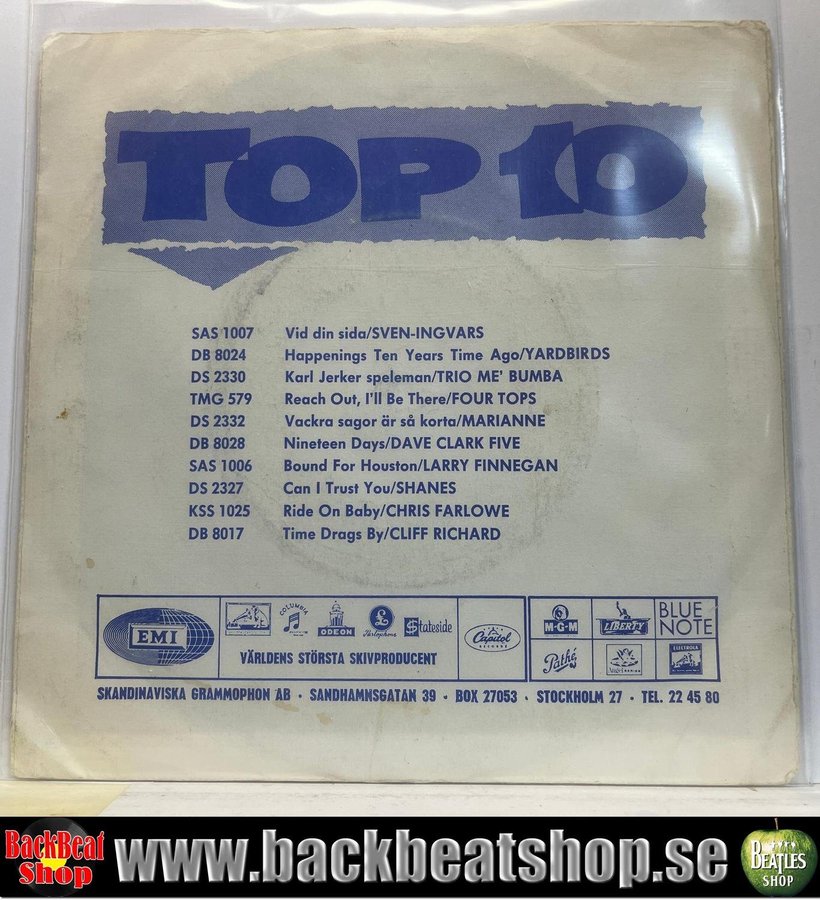 TOP 10
SAS 1007 Vid din sida/SVEN-INGVARS
DB 8024 Happenings Ten Years Time Ago/YARDBIRDS
DS 2330 Karl Jerker speleman/TRIO ME' BUMBA
TMG 579 Reach Out, I'll Be There/FOUR TOPS
DS 2332 Vackra sagor är så korta/MARIANNE
DB 8028 Nineteen Days/DAVE CLARK FIVE
SAS 1006 Bound For Houston/LARRY FINNEGAN
DS 2327 Can I Trust You/SHANES
KSS 1025 Ride On Baby/CHRIS FARLOWE
DB 8017 Time Drags By/CLIFF RICHARD
EMI
COLUMBIA
ODEON
Parlophone
Stateside
VÄRLDENS STÖRSTA SKIVPRODUCENT
Capitol
RECORDS
M-G-M
LIBERTY
BLUE
NOTE
Pathé
ELECTROLA
SKANDINAVISKA GRAMMOPHON AB · SANDHAMNSGATAN 39 · BOX 27053 · STOCKHOLM 27 · TEL. 22 45 80
BackBeat
Shop
www.backbeatshop.se
BEATLES
SHOP